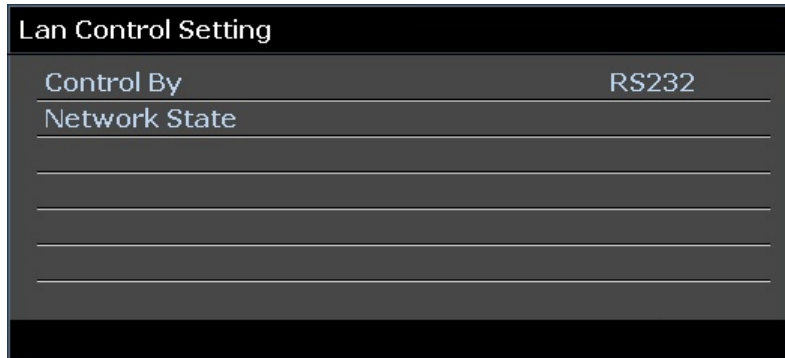 Lan Control Setting
Control By RS232
Network State